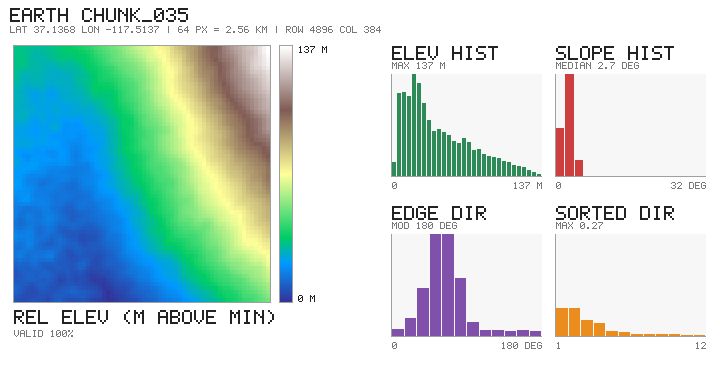 EARTH CHUNK_035
LAT 37.1368 LON -117.5137 | 64 PX = 2.56 KM | ROW 4896 COL 384
137 M
0 M
REL ELEV (M ABOVE MIN)
VALID 100%
ELEV HIST
MAX 137 M
0 137 M
SLOPE HIST
MEDIAN 2.7 DEG
0 32 DEG
EDGE DIR
MOD 180 DEG
0 180 DEG
SORTED DIR
MAX 0.27
1 12